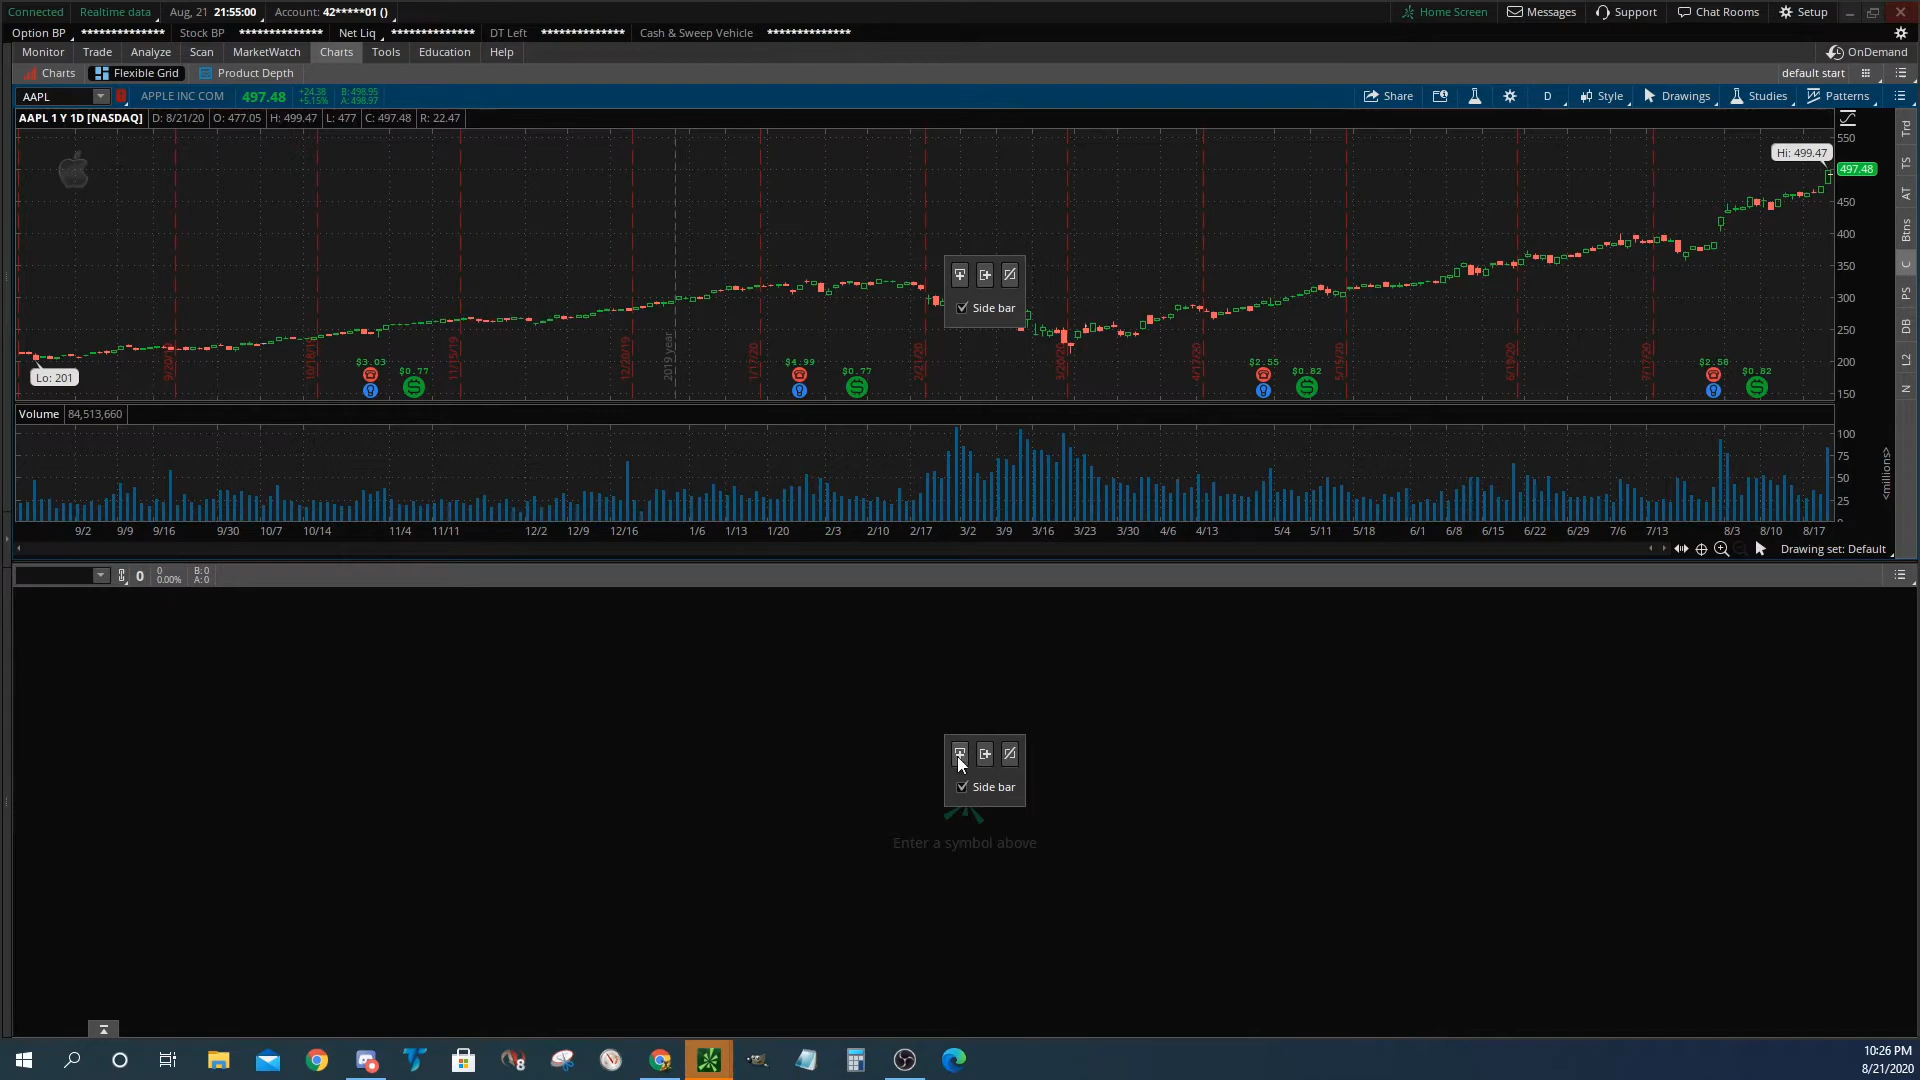 Connected Realtime data Aug, 21 21:55:00 Account: 42*****01 () Home Screen Messages Support Chat Rooms Setup
Option BP ************** Stock BP ************** Net Liq ************** DT Left ************** Cash & Sweep Vehicle **************
Monitor Trade Analyze Scan MarketWatch Charts Tools Education Help OnDemand
Charts Flexible Grid Product Depth default start
AAPL APPLE INC COM 497.48 +24.38 B: 498.95 Share D Style Drawings Studies Patterns
+5.15% A: 498.97
AAPL 1 Y 1D [NASDAQ] D: 8/21/20 O: 477.05 H: 499.47 L: 477 C: 497.48 R: 22.47
Trd
550
Hi: 499.47
TS
497.48
AT
450
Btns
400
C
350
PS
Side bar
300
DB
250
L2
9/20/19 10/18/19 11/15/19 12/20/19 2019 year 1/17/20 2/21/20 3/20/20 4/17/20 5/15/20 6/19/20 7/17/20
200
$3.03 $4.99 $2.55 $2.58
$0.77 $0.77 $0.82 $0.82
Lo: 201
N
150
Volume 84,513,660
100
75
50
25
<millions>
9/2 9/9 9/16 9/30 10/7 10/14 11/4 11/11 12/2 12/9 12/16 1/6 1/13 1/20 2/3 2/10 2/17 3/2 3/9 3/16 3/23 3/30 4/6 4/13 5/4 5/11 5/18 6/1 6/8 6/15 6/22 6/29 7/6 7/13 8/3 8/10 8/17
Drawing set: Default
0 0 B: 0
0.00% A: 0
Side bar
Enter a symbol above
8
10:26 PM
8/21/2020